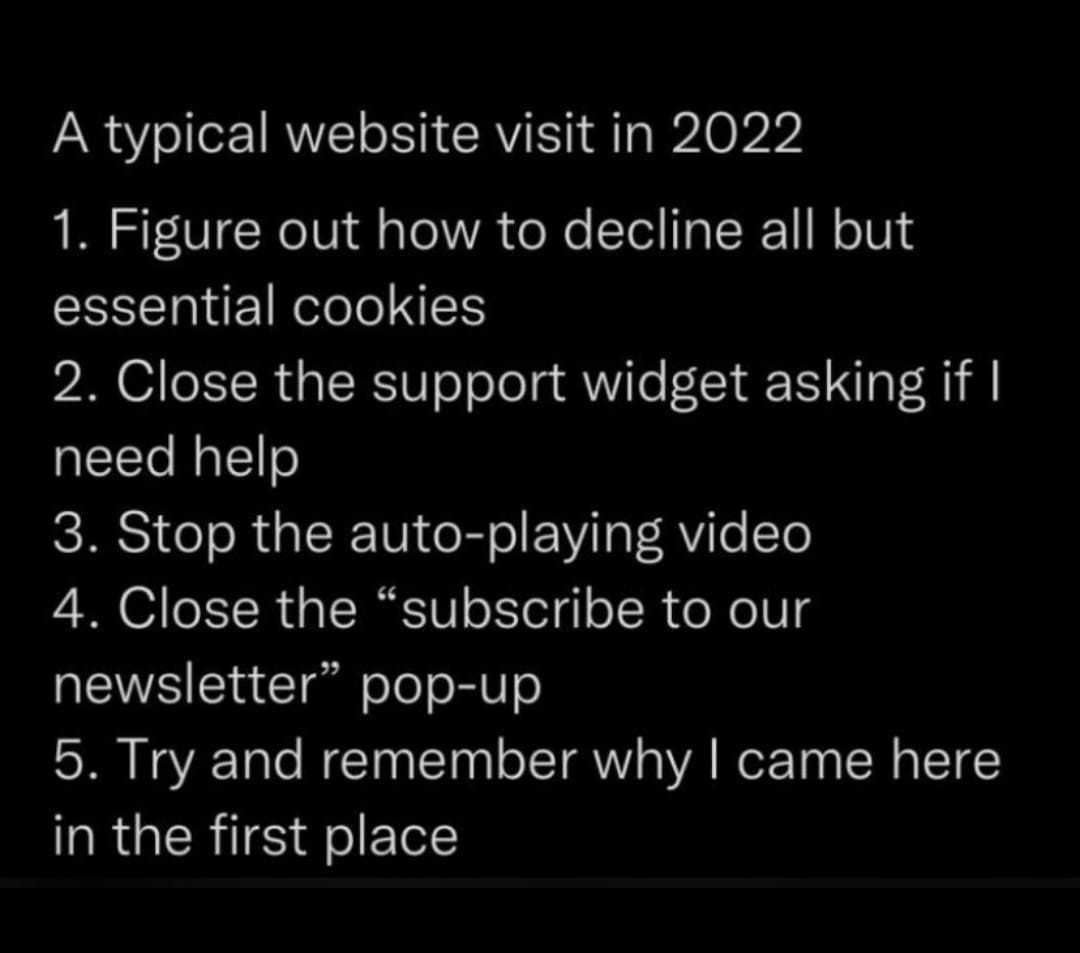 A typical website visit in 2022
1. Figure out how to decline all but
essential cookies
2. Close the support widget asking if I
need help
3. Stop the auto-playing video
4. Close the “subscribe to our
newsletter” pop-up
5. Try and remember why I came here
in the first place